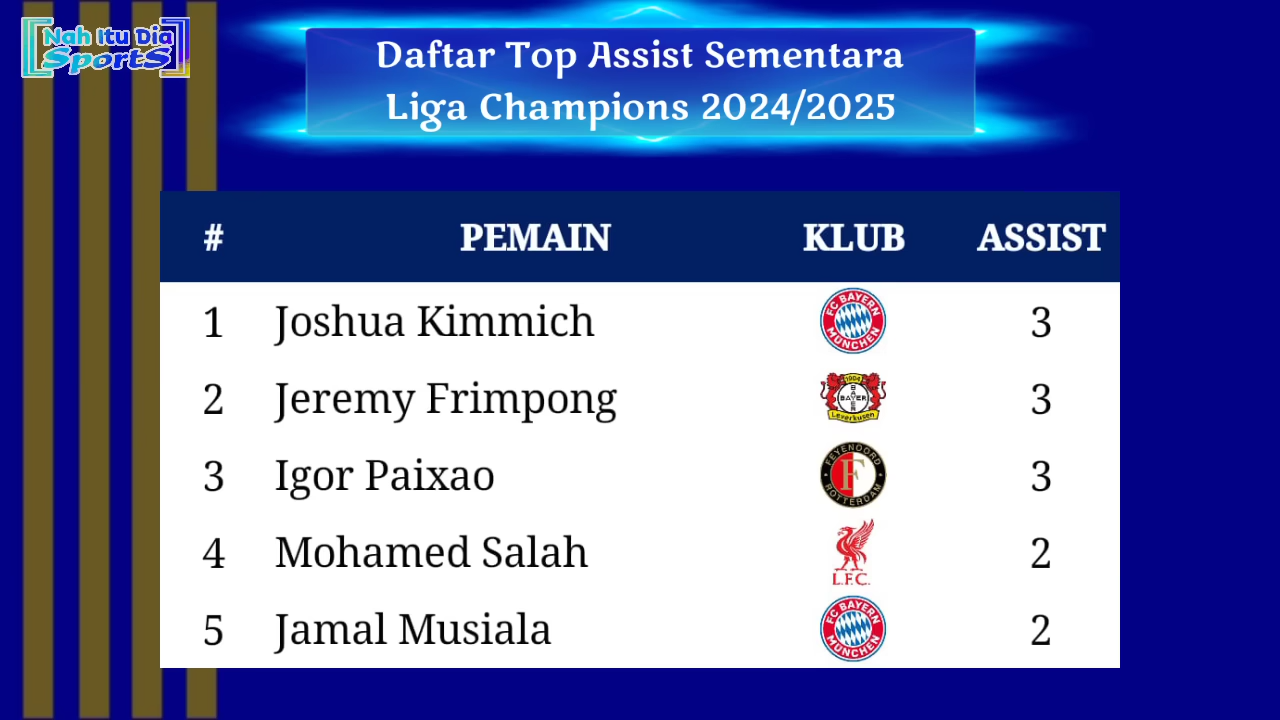 Nah Itu Dia
Sports
Daftar Top Assist Sementara
Liga Champions 2024/2025
# PEMAIN KLUB ASSIST
1 Joshua Kimmich FC BAYERN MÜNCHEN 3
2 Jeremy Frimpong 1904 BAYER BAYER Leverkusen 3
3 Igor Paixao FEYENOORD ROTTERDAM F 3
4 Mohamed Salah L.F.C. 2
5 Jamal Musiala FC BAYERN MÜNCHEN 2